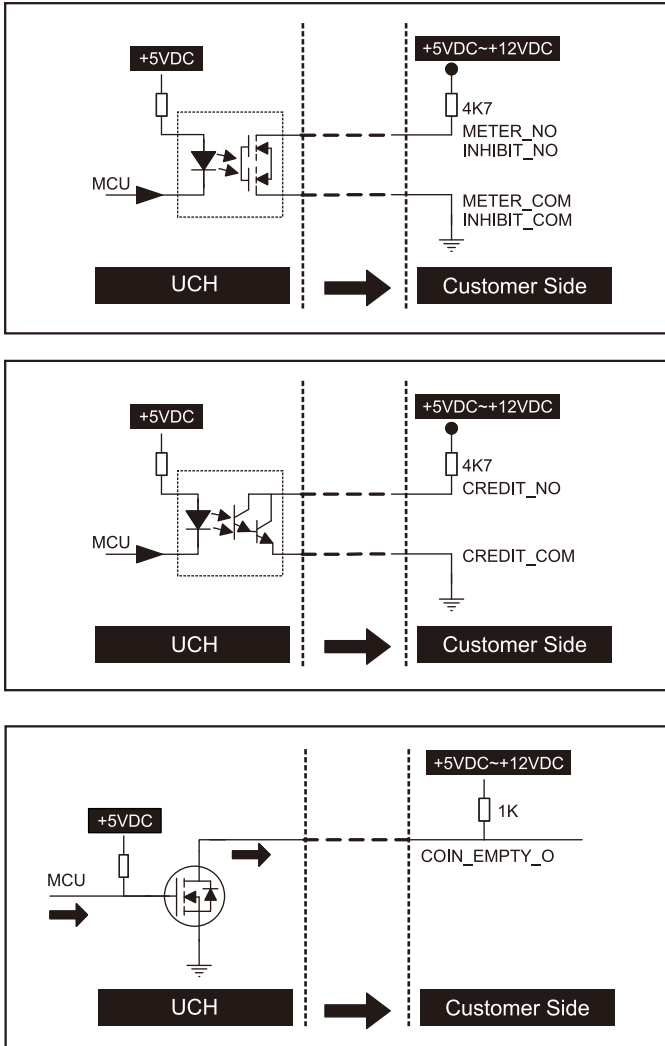 +5VDC
+5VDC~+12VDC
4K7
METER_NO
INHIBIT_NO
MCU
METER_COM
INHIBIT_COM
UCH
Customer Side
+5VDC
+5VDC~+12VDC
4K7
CREDIT_NO
MCU
CREDIT_COM
UCH
Customer Side
+5VDC~+12VDC
1K
+5VDC
COIN_EMPTY_O
MCU
UCH
Customer Side